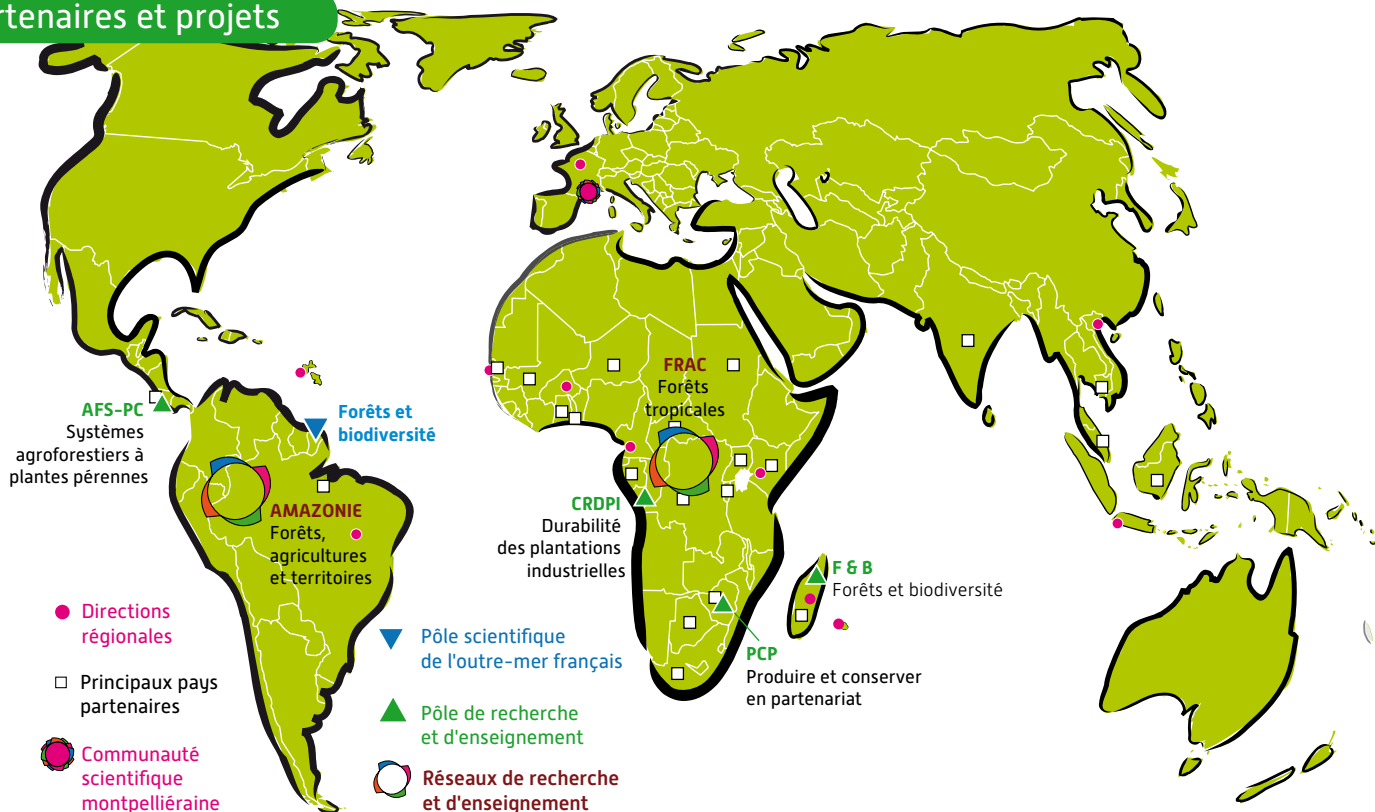 rtenaires et projets
AFS-PC
Systèmes
agroforestiers à
plantes pérennes
Forêts et
biodiversité
AMAZONIE
Forêts,
agricultures
et territoires
FRAC
Forêts
tropicales
CRDPI
Durabilité
des plantations
industrielles
F & B
Forêts et biodiversité
PCP
Produire et conserver
en partenariat
Directions
régionales
Principaux pays
partenaires
Communauté
scientifique
montpelliéraine
Pôle scientifique
de l'outre-mer français
Pôle de recherche
et d'enseignement
Réseaux de recherche
et d'enseignement